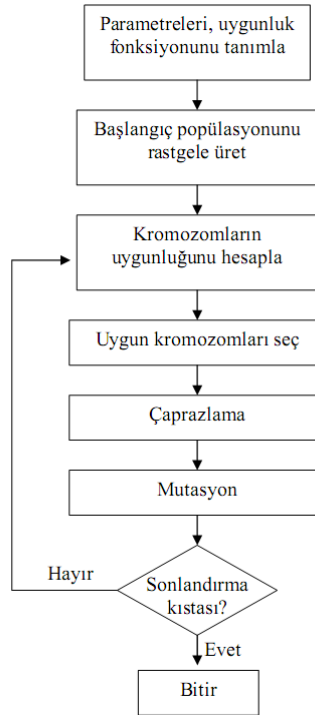 Parametreleri, uygunluk
fonksiyonunu tanımla
Başlangıç popülasyonunu
rastgele üret
Kromozomların
uygunluğunu hesapla
Uygun kromozomları seç
Çaprazlama
Mutasyon
Hayır
Sonlandırma
kıstası?
Evet
Bitir